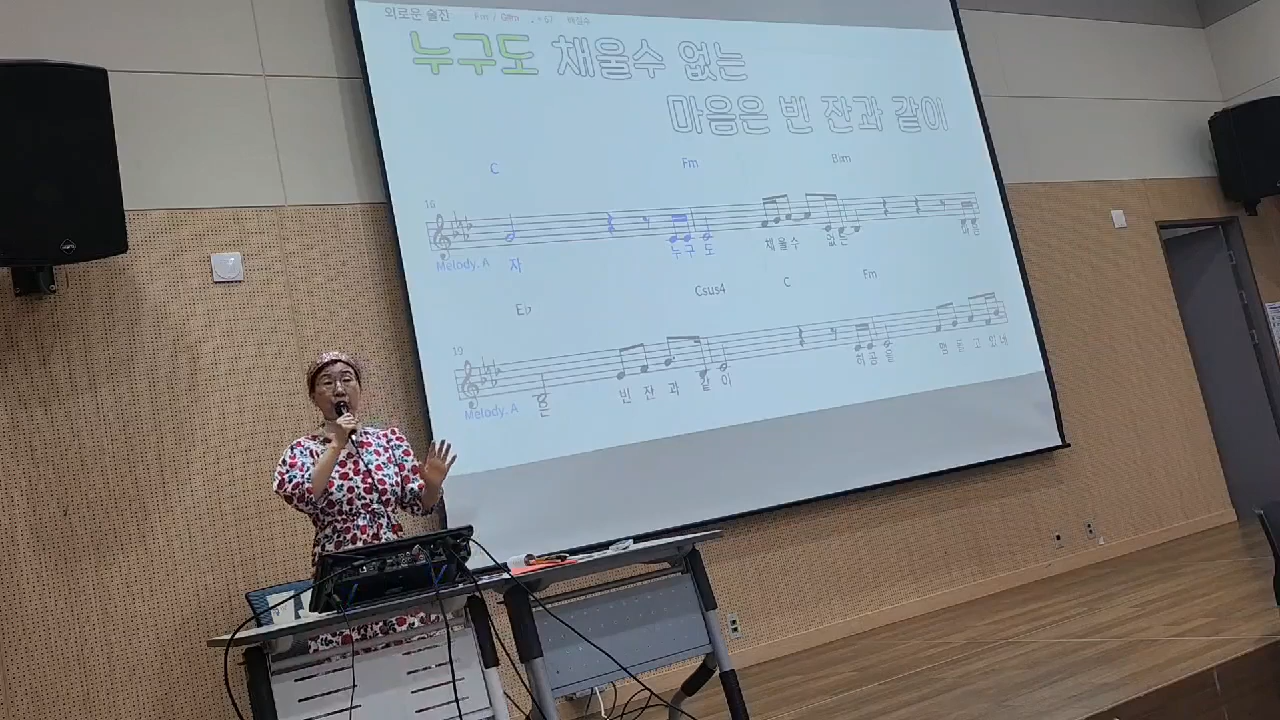 외로운 술잔 Fm / G#m
누구도 채울수 없는
마음은 빈 잔과 같이
C Fm B♭m
16
Melody. A 자 누구 도 채울수 없는 마음
E♭ Csus4 C Fm
19
Melody. A 은 빈 잔 과 같 이 허공 을 맴 돌 고 있네